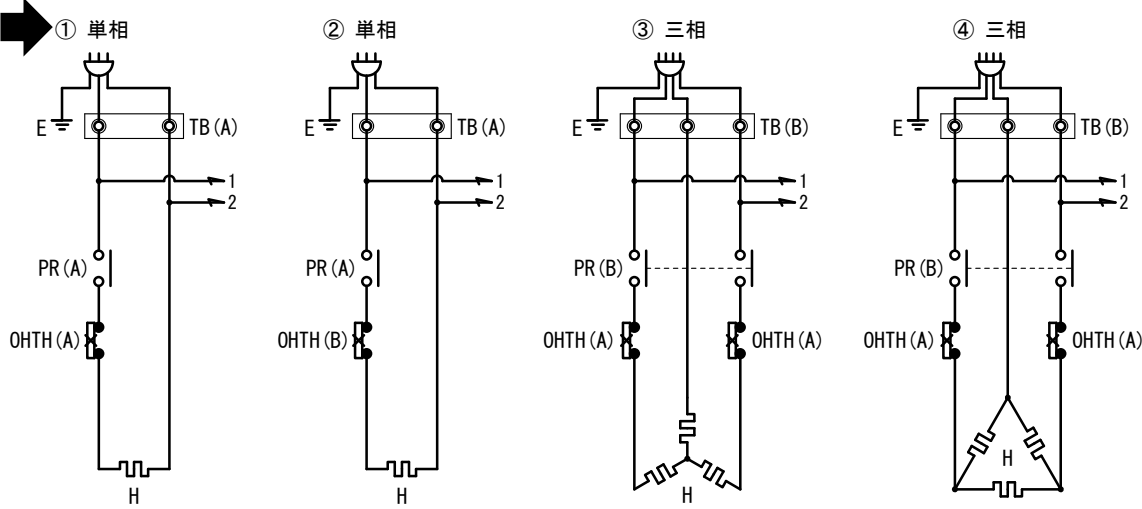 ① 単相
② 単相
③ 三相
④ 三相
E
TB(A)
E
TB(A)
E
TB(B)
E
TB(B)
1
1
1
1
2
2
2
2
PR(A)
PR(A)
PR(B)
PR(B)
OHTH(A)
OHTH(B)
OHTH(A)
OHTH(A)
OHTH(A)
OHTH(A)
H
H
H
H